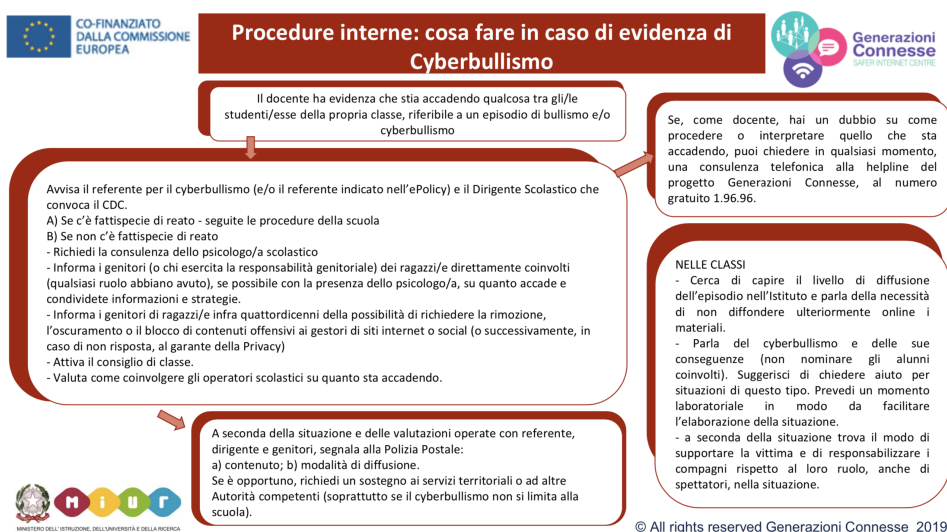 CO-FINANZIATO
DALLA COMMISSIONE
EUROPEA
Procedure interne: cosa fare in caso di evidenza di
Cyberbullismo
Generazioni
Connesse
SAFER INTERNET CENTRE
Il docente ha evidenza che stia accadendo qualcosa tra gli/le
studenti/esse della propria classe, riferibile a un episodio di bullismo e/o
cyberbullismo
Se, come docente, hai un dubbio su come
procedere o interpretare quello che sta
accadendo, puoi chiedere in qualsiasi momento,
una consulenza telefonica alla helpline del
progetto Generazioni Connesse, al numero
gratuito 1.96.96.
Avvisa il referente per il cyberbullismo (e/o il referente indicato nell’ePolicy) e il Dirigente Scolastico che
convoca il CDC.
A) Se c’è fattispecie di reato - seguite le procedure della scuola
B) Se non c’è fattispecie di reato
- Richiedi la consulenza dello psicologo/a scolastico
- Informa i genitori (o chi esercita la responsabilità genitoriale) dei ragazzi/e direttamente coinvolti
(qualsiasi ruolo abbiano avuto), se possibile con la presenza dello psicologo/a, su quanto accade e
condividete informazioni e strategie.
- Informa i genitori di ragazzi/e infra quattordicenni della possibilità di richiedere la rimozione,
l’oscuramento o il blocco di contenuti offensivi ai gestori di siti internet o social (o successivamente, in
caso di non risposta, al garante della Privacy)
- Attiva il consiglio di classe.
- Valuta come coinvolgere gli operatori scolastici su quanto sta accadendo.
NELLE CLASSI
- Cerca di capire il livello di diffusione
dell’episodio nell’Istituto e parla della necessità
di non diffondere ulteriormente online i
materiali.
- Parla del cyberbullismo e delle sue
conseguenze (non nominare gli alunni
coinvolti). Suggerisci di chiedere aiuto per
situazioni di questo tipo. Prevedi un momento
laboratoriale in modo da facilitare
l’elaborazione della situazione.
- a seconda della situazione trova il modo di
supportare la vittima e di responsabilizzare i
compagni rispetto al loro ruolo, anche di
spettatori, nella situazione.
A seconda della situazione e delle valutazioni operate con referente,
dirigente e genitori, segnala alla Polizia Postale:
a) contenuto; b) modalità di diffusione.
Se è opportuno, richiedi un sostegno ai servizi territoriali o ad altre
Autorità competenti (soprattutto se il cyberbullismo non si limita alla
scuola).
miur
MINISTERO DELL’ISTRUZIONE, DELL’UNIVERSITÀ E DELLA RICERCA
© All rights reserved Generazioni Connesse 2019